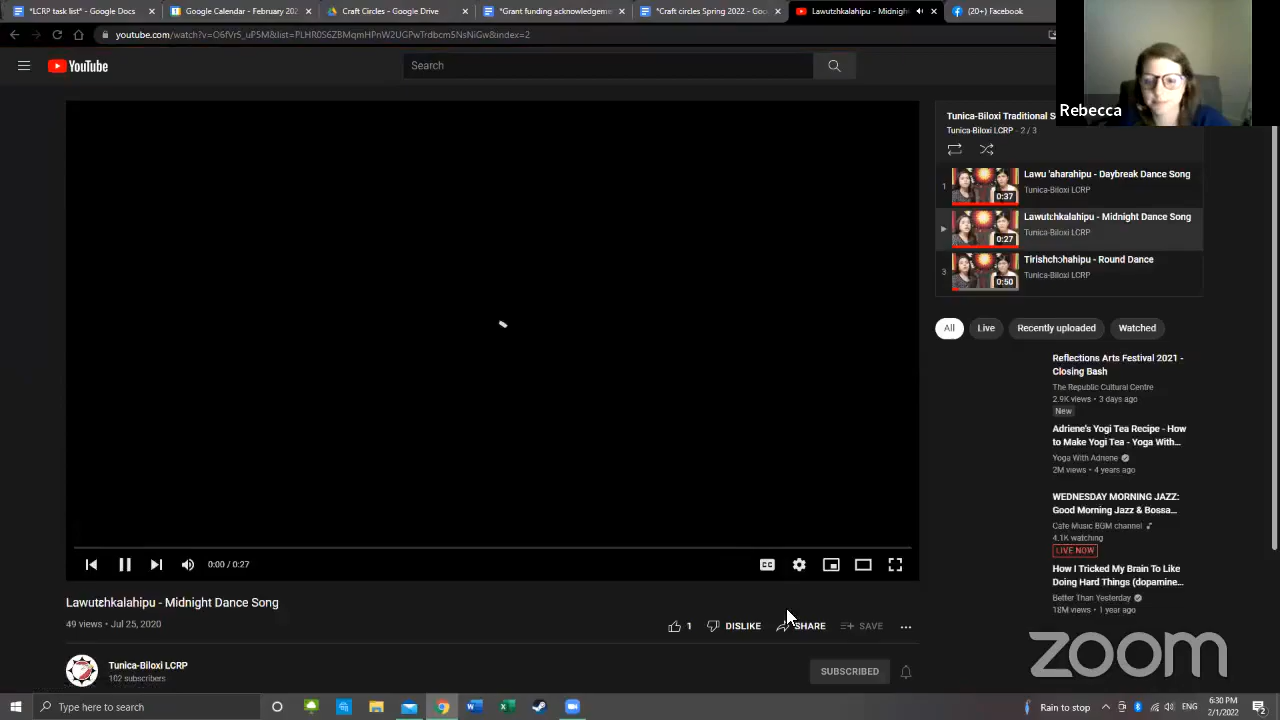 *LCRP task list* - Google Docs
Google Calendar - February 202
Craft Circles - Google Drive
*Grant funding acknowledgemen
*Craft circles Spring 2022 - Goo
Lawutɛhkalahipu - Midnigh
(20+) Facebook
youtube.com/watch?v=O6fVrS_uP5M&list=PLHR0S6ZBMqmHPnW2UGPwTrdbcm5NsNiGw&index=2
YouTube
Search
Rebecca
Tunica-Biloxi Traditional S
Tunica-Biloxi LCRP - 2 / 3
1
Lawu 'aharahipu - Daybreak Dance Song
Tunica-Biloxi LCRP
0:37
Lawutɛhkalahipu - Midnight Dance Song
Tunica-Biloxi LCRP
0:27
3
Tirishchɔhahipu - Round Dance
Tunica-Biloxi LCRP
0:50
All
Live
Recently uploaded
Watched
Reflections Arts Festival 2021 -
Closing Bash
The Republic Cultural Centre
2.9K views • 3 days ago
New
Adriene's Yogi Tea Recipe - How
to Make Yogi Tea - Yoga With...
Yoga With Adriene
2M views • 4 years ago
WEDNESDAY MORNING JAZZ:
Good Morning Jazz & Bossa...
Cafe Music BGM channel
4.1K watching
LIVE NOW
How I Tricked My Brain To Like
Doing Hard Things (dopamine...
Better Than Yesterday
18M views • 1 year ago
0:00 / 0:27
CC
Lawutɛhkalahipu - Midnight Dance Song
49 views • Jul 25, 2020
1
DISLIKE
SHARE
SAVE
Tunica-Biloxi LCRP
102 subscribers
SUBSCRIBED
zoom
Type here to search
Rain to stop
ENG
6:30 PM
2/1/2022
2